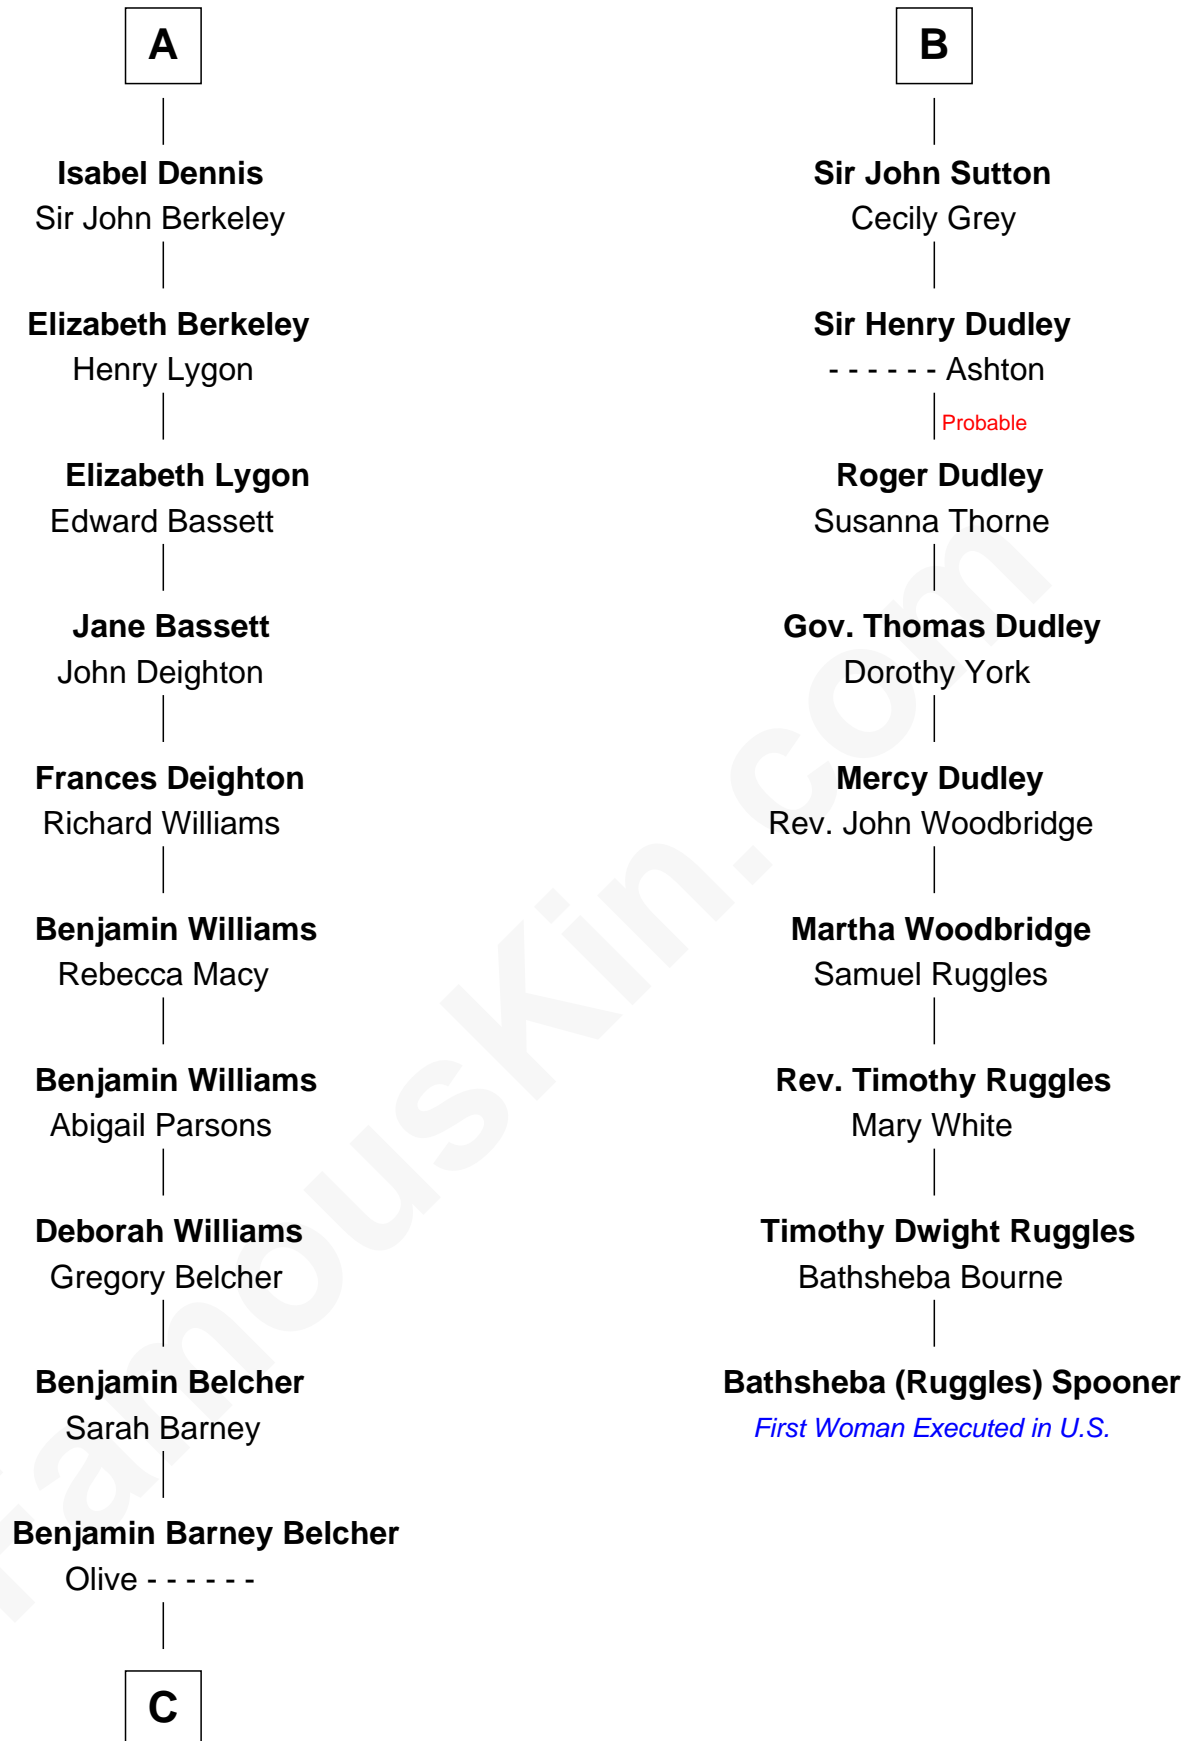 A
Isabel Dennis
Sir John Berkeley
Elizabeth Berkeley
Henry Lygon
Elizabeth Lygon
Edward Bassett
Jane Bassett
John Deighton
Frances Deighton
Richard Williams
Benjamin Williams
Rebecca Macy
Benjamin Williams
Abigail Parsons
Deborah Williams
Gregory Belcher
Benjamin Belcher
Sarah Barney
Benjamin Barney Belcher
Olive - - - - - -
C
B
Sir John Sutton
Cecily Grey
Sir Henry Dudley
- - - - - - Ashton
Probable
Roger Dudley
Susanna Thorne
Gov. Thomas Dudley
Dorothy York
Mercy Dudley
Rev. John Woodbridge
Martha Woodbridge
Samuel Ruggles
Rev. Timothy Ruggles
Mary White
Timothy Dwight Ruggles
Bathsheba Bourne
Bathsheba (Ruggles) Spooner
First Woman Executed in U.S.
FamousKin.com